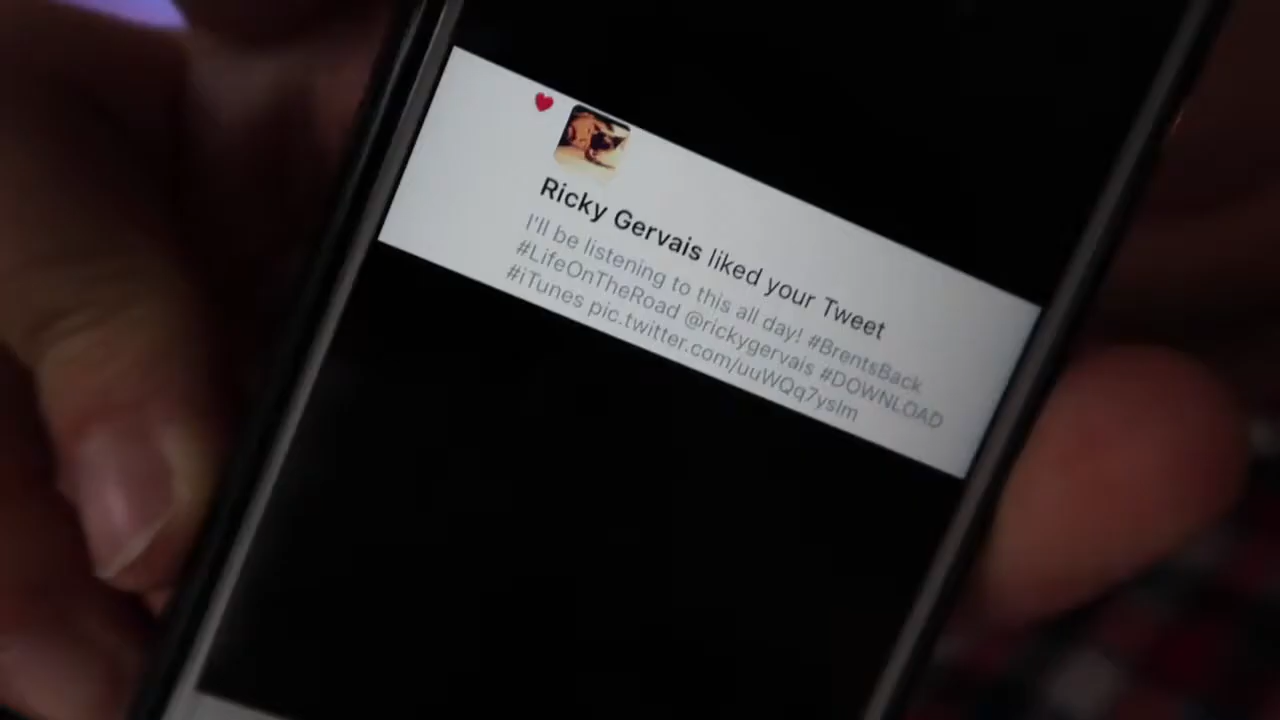 Ricky Gervais liked your Tweet
I'll be listening to this all day! #BrentsBack
#LifeOnTheRoad @rickygervais #DOWNLOAD
#iTunes pic.twitter.com/uuWQq7yslm